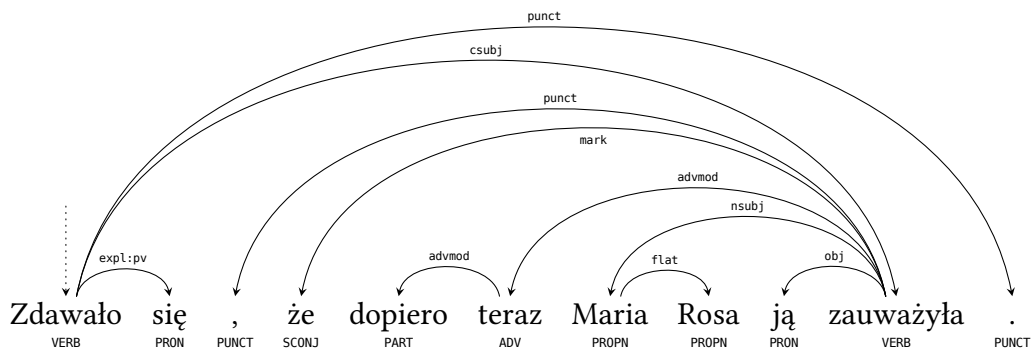 punct
csubj
punct
mark
advmod
nsubj
expl:pv advmod flat obj
Zdawało się , że dopiero teraz Maria Rosa ją zauważyła .
VERB PRON PUNCT SCONJ PART ADV PROPN PROPN PRON VERB PUNCT